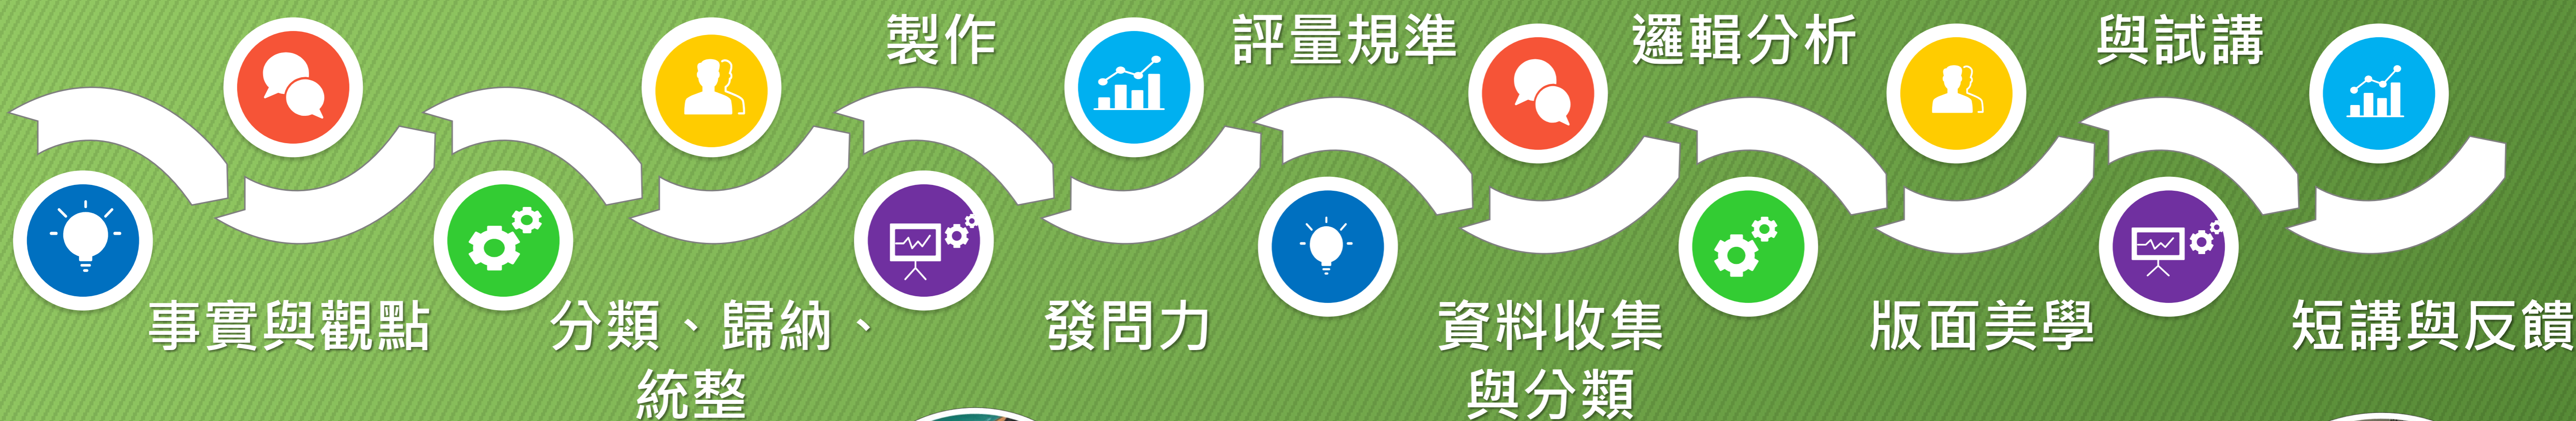 製作
評量規準
邏輯分析
與試講
事實與觀點
分類、歸納、
統整
發問力
資料收集
與分類
版面美學
短講與反饋